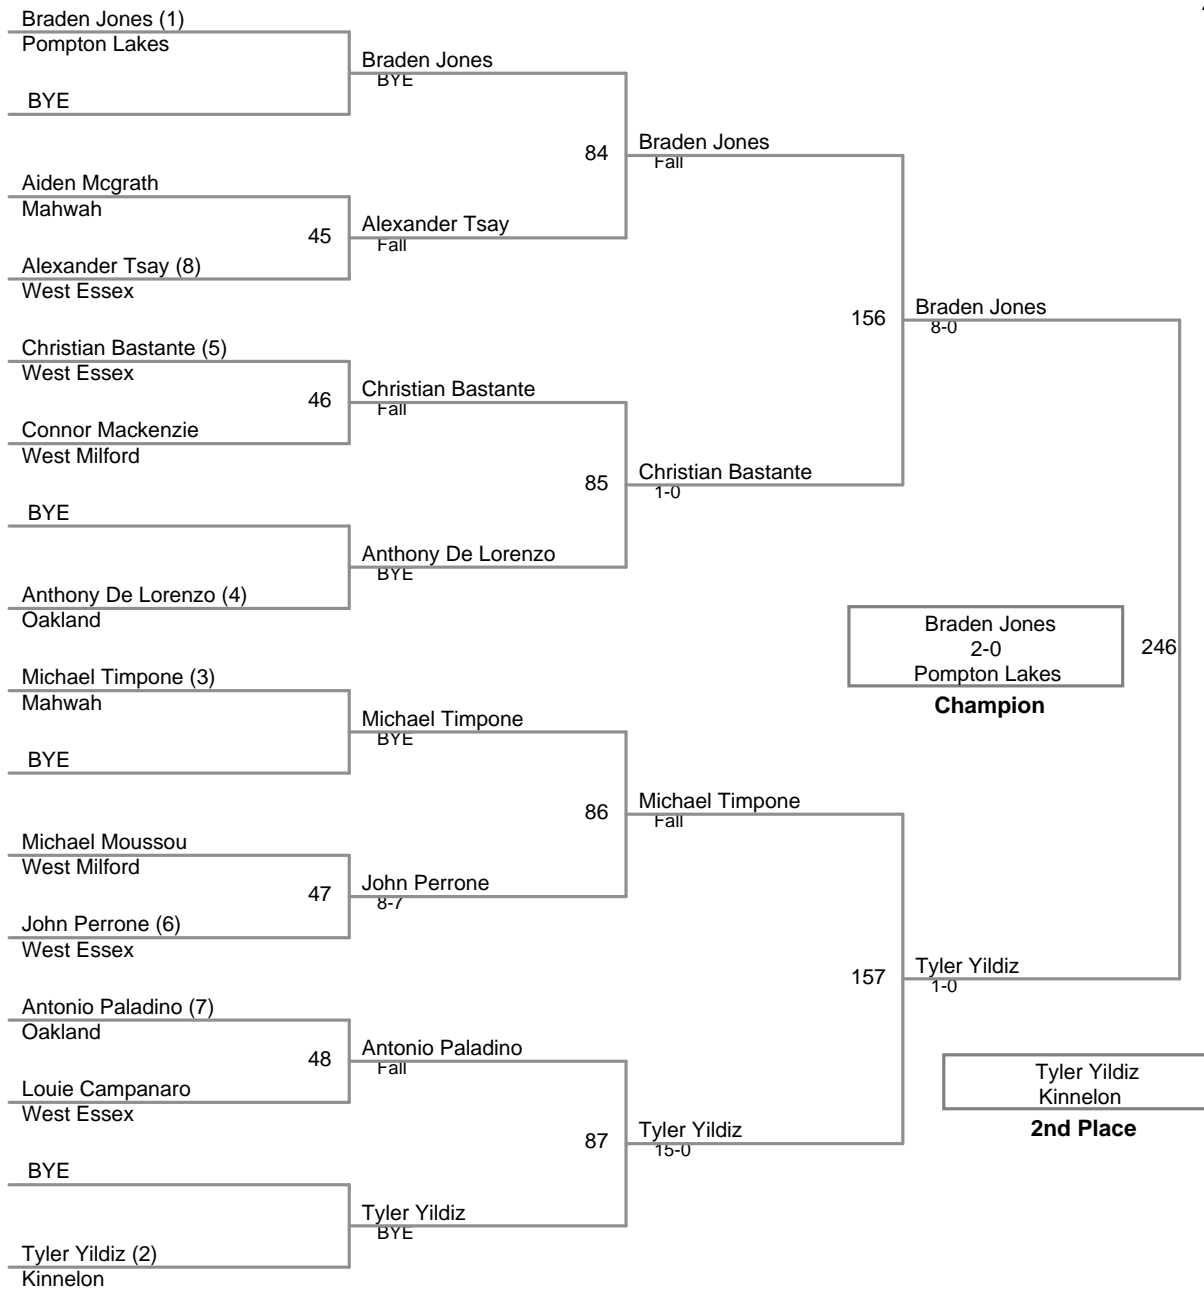 Braden Jones (1)
Pompton Lakes
Braden Jones
BYE
BYE
84
Braden Jones
Fall
Aiden Mcgrath
Mahwah
45
Alexander Tsay
Fall
Alexander Tsay (8)
West Essex
156
Braden Jones
8-0
Christian Bastante (5)
West Essex
46
Christian Bastante
Fall
Connor Mackenzie
West Milford
85
Christian Bastante
1-0
BYE
Anthony De Lorenzo
BYE
Anthony De Lorenzo (4)
Oakland
Braden Jones
2-0
Pompton Lakes
Champion
246
Michael Timpone (3)
Mahwah
Michael Timpone
BYE
BYE
86
Michael Timpone
Fall
Michael Moussou
West Milford
47
John Perrone
8-7
John Perrone (6)
West Essex
157
Tyler Yildiz
1-0
Antonio Paladino (7)
Oakland
48
Antonio Paladino
Fall
Louie Campanaro
West Essex
Tyler Yildiz
Kinnelon
2nd Place
87
Tyler Yildiz
15-0
BYE
Tyler Yildiz
BYE
Tyler Yildiz (2)
Kinnelon